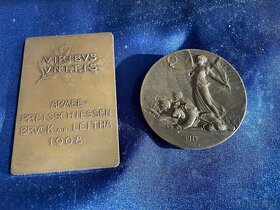 VIRIBVS
VNITIS
ARMEE-
PREISSCHIESSEN
BRUCK A/D LEITHA
1908